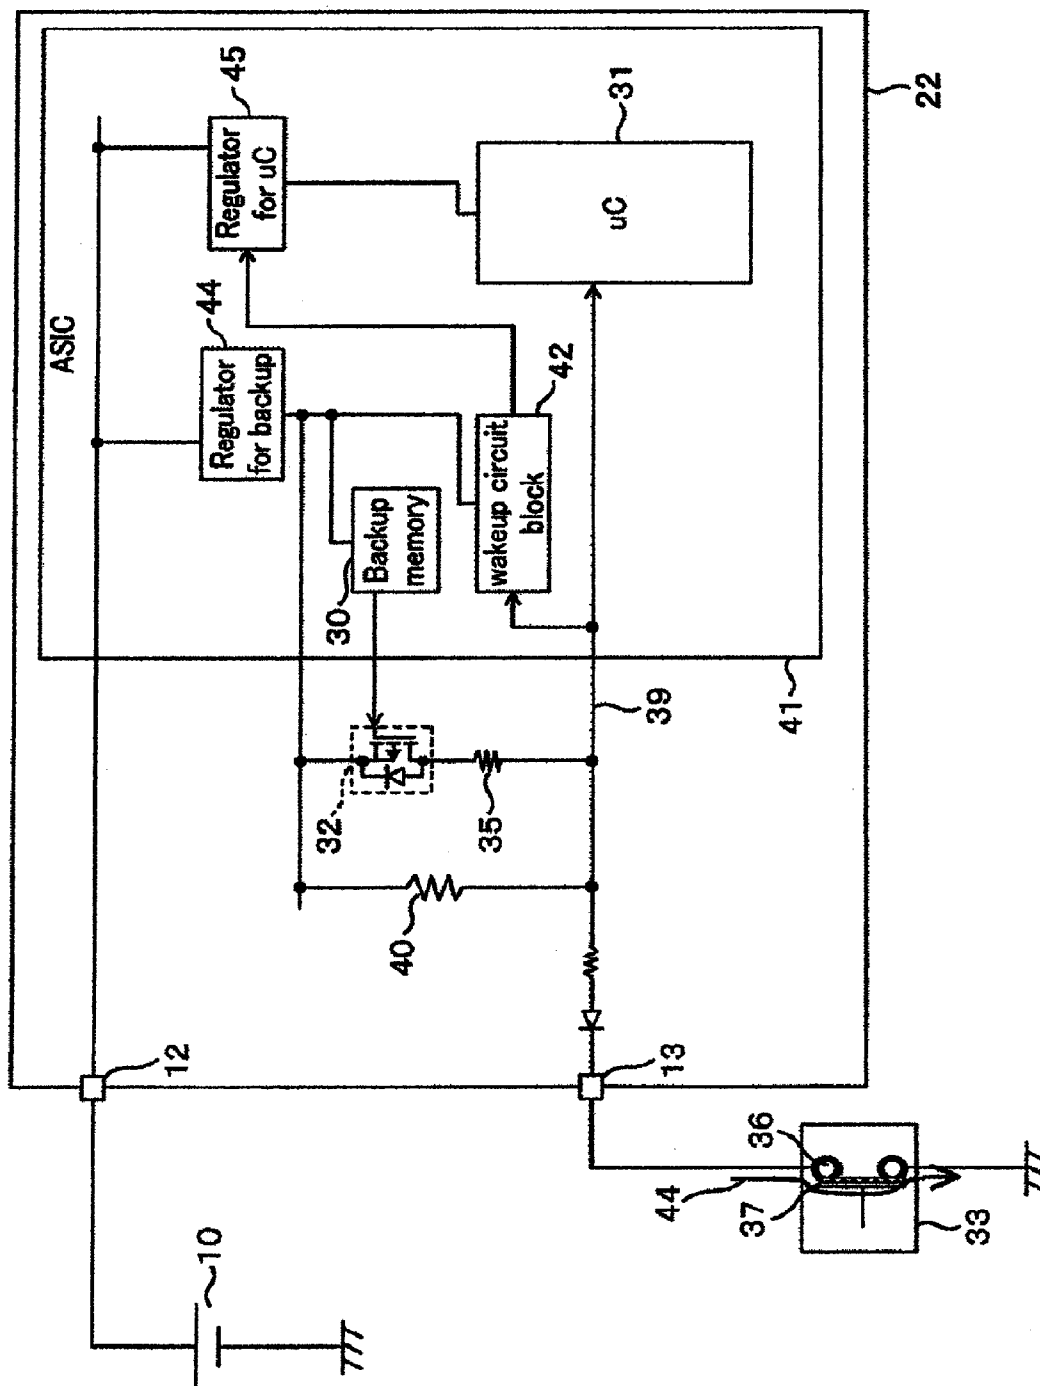 ASIC
45
Regulator
for uC
31
uC
22
44
Regulator
for backup
42
wakeup circuit
block
Backup
memory
30
41
39
32
35
40
12
13
10
36
44
37
33